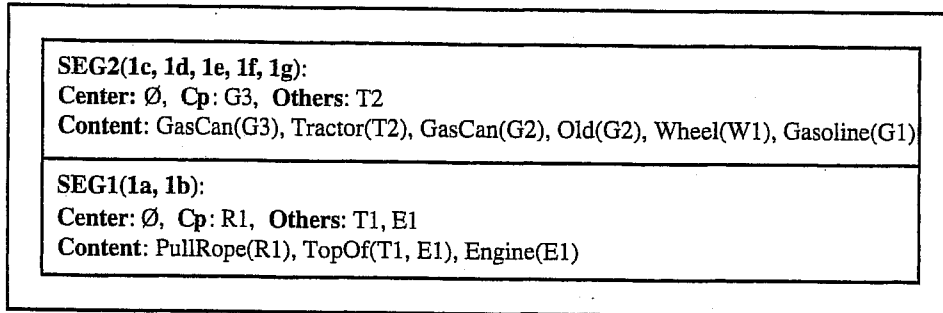 SEG2(1c, 1d, 1e, 1f, 1g):
Center: Ø, Cp: G3, Others: T2
Content: GasCan(G3), Tractor(T2), GasCan(G2), Old(G2), Wheel(W1), Gasoline(G1)
SEG1(1a, 1b):
Center: Ø, Cp: R1, Others: T1, E1
Content: PullRope(R1), TopOf(T1, E1), Engine(E1)